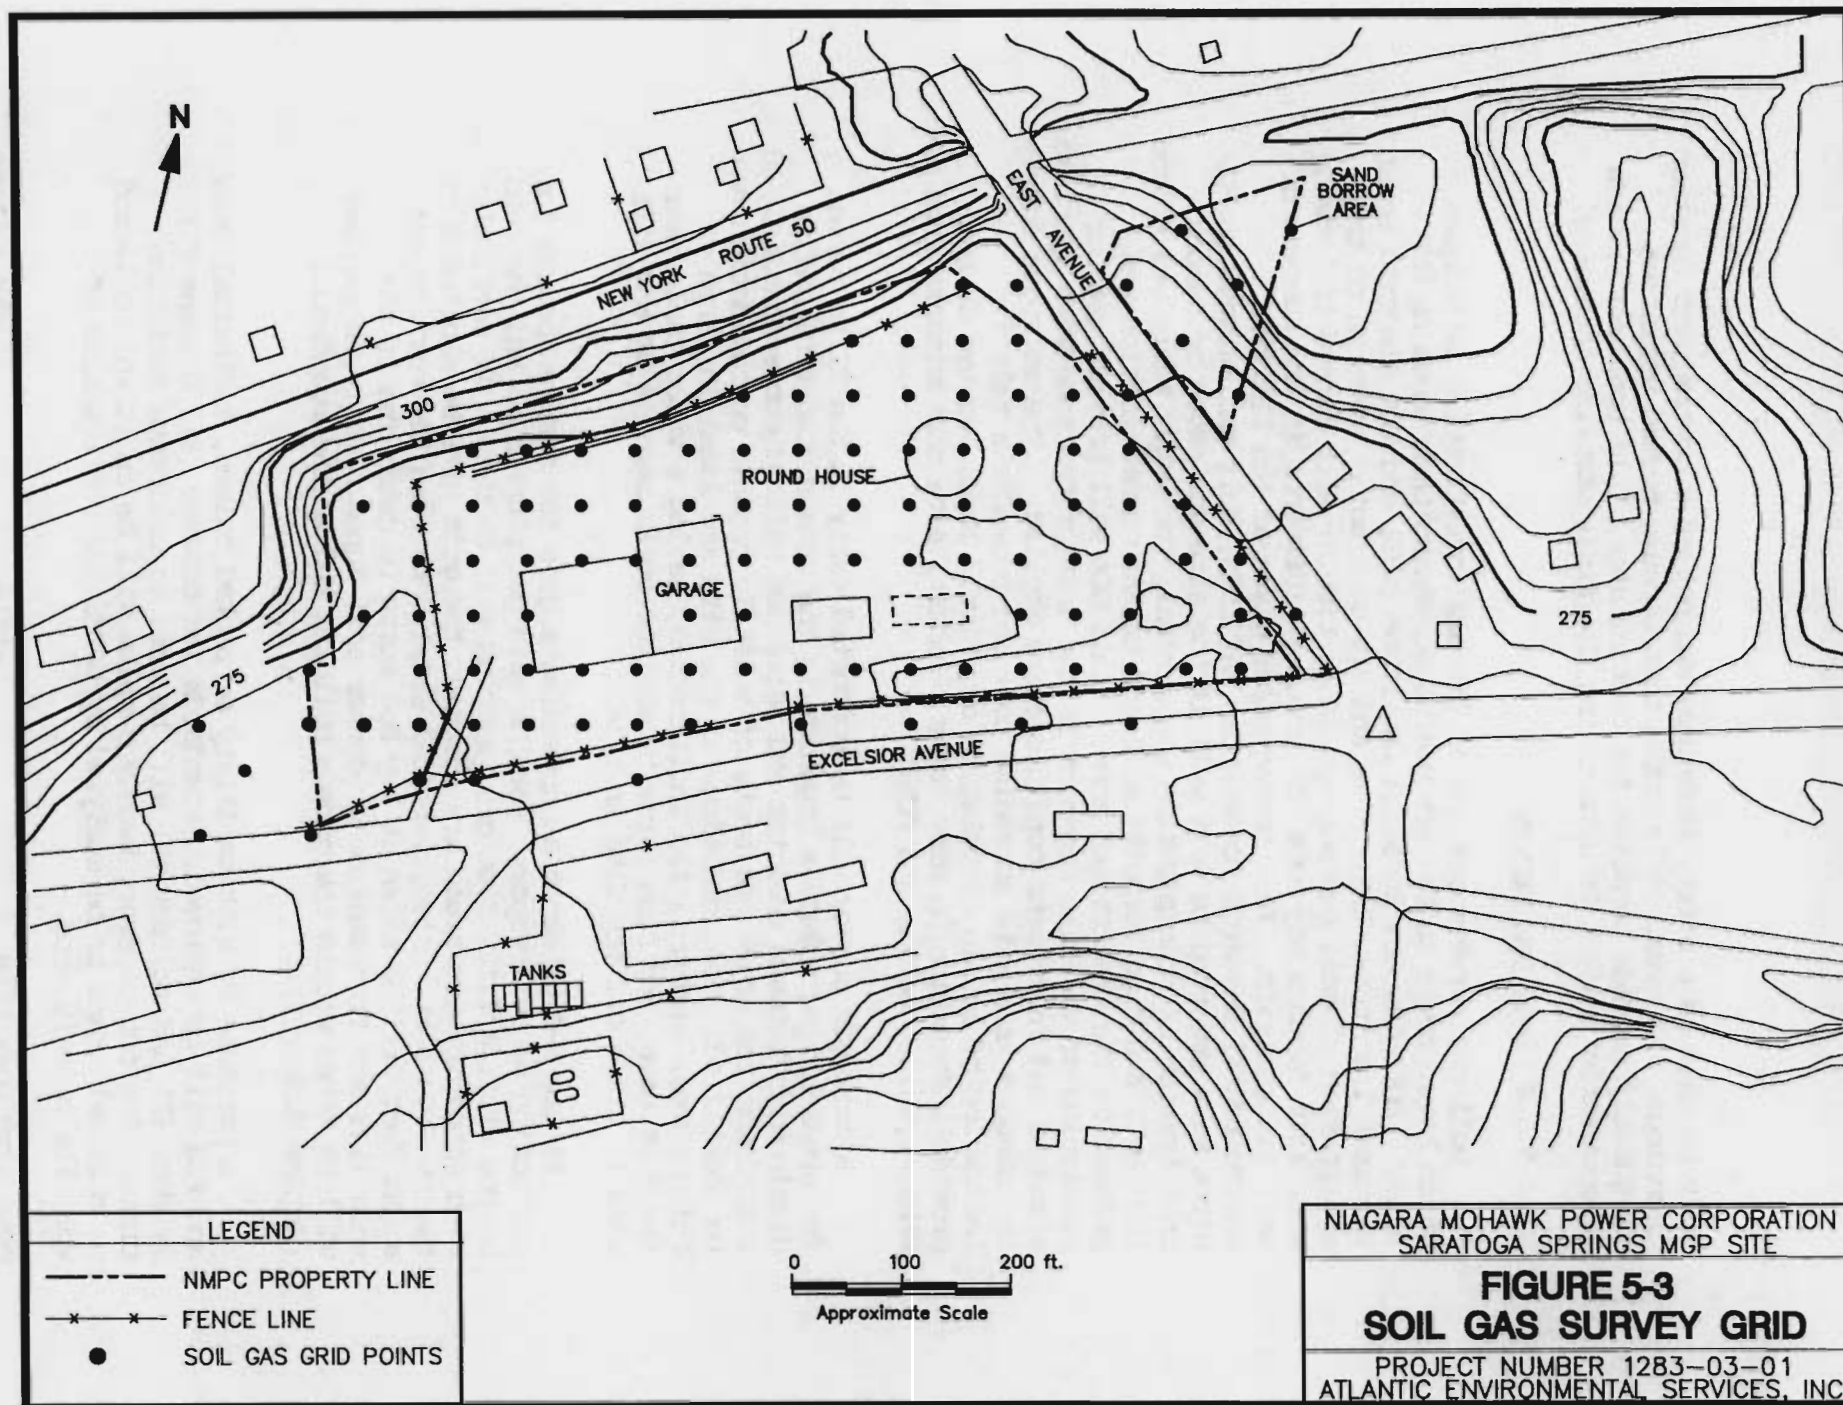 N
NEW YORK ROUTE 50
EAST AVENUE
SAND
BORROW
AREA
300
ROUND HOUSE
GARAGE
275
275
EXCELSIOR AVENUE
TANKS
LEGEND
NMPC PROPERTY LINE
FENCE LINE
SOIL GAS GRID POINTS
0 100 200 ft.
Approximate Scale
NIAGARA MOHAWK POWER CORPORATION
SARATOGA SPRINGS MGP SITE
FIGURE 5-3
SOIL GAS SURVEY GRID
PROJECT NUMBER 1283-03-01
ATLANTIC ENVIRONMENTAL SERVICES, INC